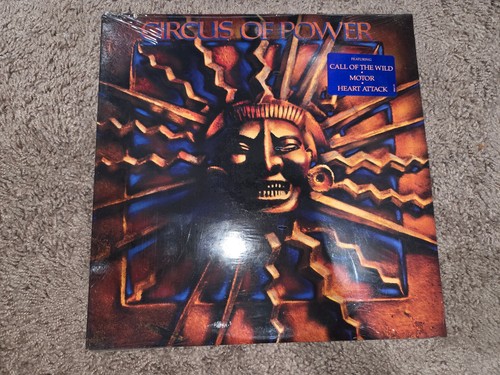 CIRCUS OF POWER
FEATURING
CALL OF THE WILD
•
MOTOR
•
HEART ATTACK